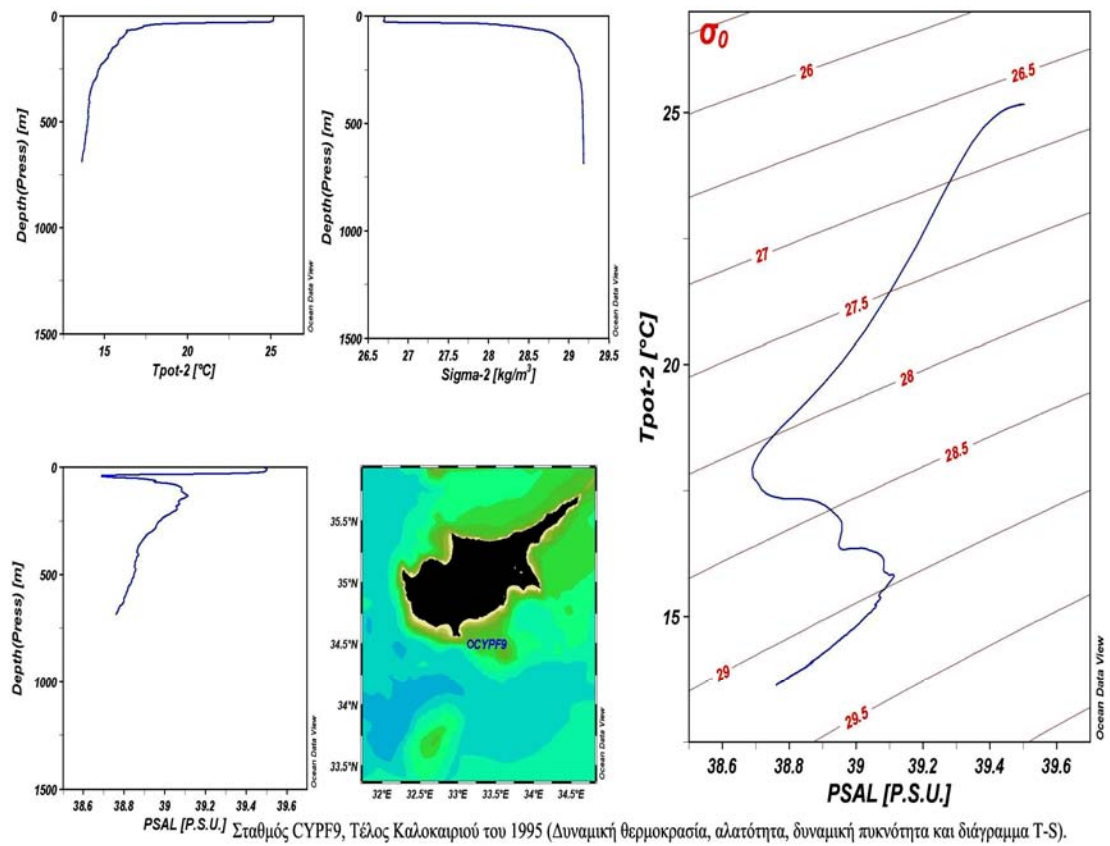 0
500
1000
1500
Depth(Press) [m]
15
20
25
Tpot-2 [°C]
Ocean Data View
0
500
1000
1500
Depth(Press) [m]
26.5
27
27.5
28
28.5
29
29.5
Sigma-2 [kg/m³]
Ocean Data View
σ₀
26
26.5
27
27.5
28
28.5
29
29.5
25
20
15
Tpot-2 [°C]
38.6
38.8
39
39.2
39.4
39.6
PSAL [P.S.U.]
Ocean Data View
0
500
1000
1500
Depth(Press) [m]
38.6
38.8
39
39.2
39.4
39.6
PSAL [P.S.U.]
Ocean Data View
35.5°N
35°N
34.5°N
34°N
33.5°N
CYPF9
32°E
32.5°E
33°E
33.5°E
34°E
34.5°E
Ocean Data View
Σταθμός CYPF9, Τέλος Καλοκαιριού του 1995 (Δυναμική θερμοκρασία, αλατότητα, δυναμική πυκνότητα και διάγραμμα T-S).